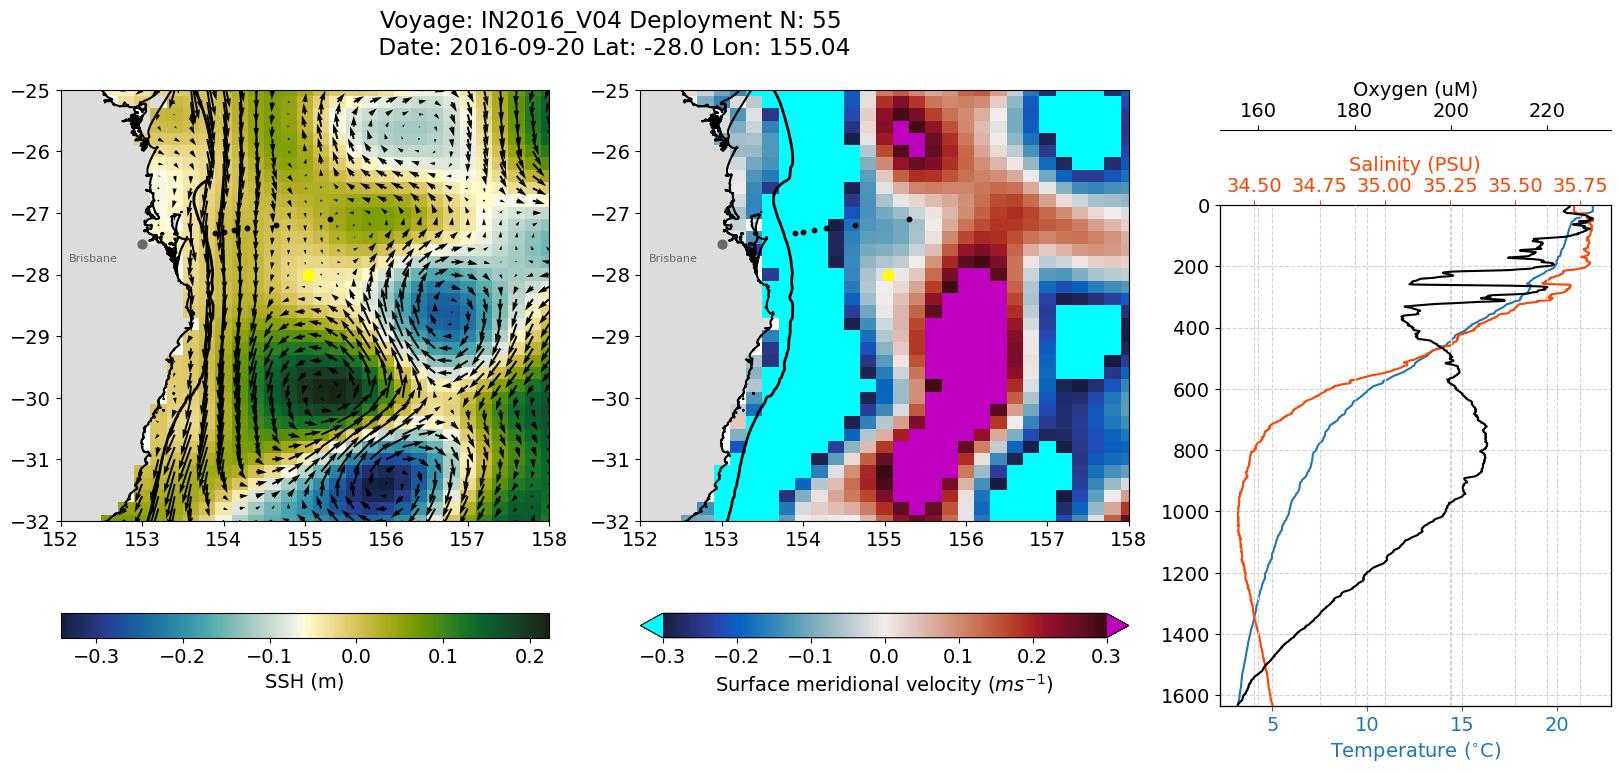 Voyage: IN2016_V04 Deployment N: 55
Date: 2016-09-20 Lat: -28.0 Lon: 155.04
−25
−26
−27
−28
−29
−30
−31
−32
152 153 154 155 156 157 158
Brisbane
−0.3 −0.2 −0.1 0.0 0.1 0.2
SSH (m)
−25
−26
−27
−28
−29
−30
−31
−32
152 153 154 155 156 157 158
Brisbane
−0.3 −0.2 −0.1 0.0 0.1 0.2 0.3
Surface meridional velocity (ms⁻¹)
Oxygen (uM)
160 180 200 220
Salinity (PSU)
34.50 34.75 35.00 35.25 35.50 35.75
0
200
400
600
800
1000
1200
1400
1600
5 10 15 20
Temperature (°C)